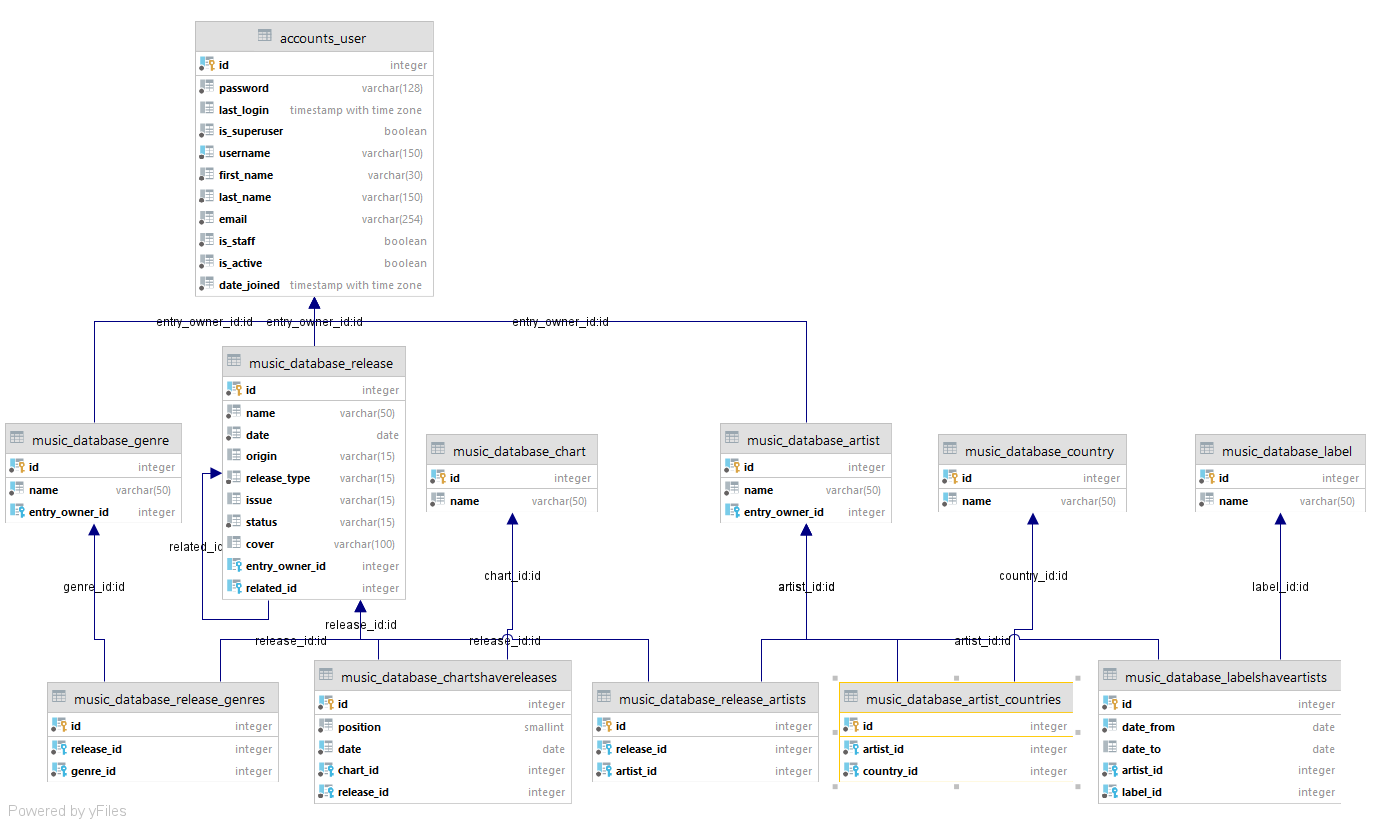 accounts_user
id integer
password varchar(128)
last_login timestamp with time zone
is_superuser boolean
username varchar(150)
first_name varchar(30)
last_name varchar(150)
email varchar(254)
is_staff boolean
is_active boolean
date_joined timestamp with time zone
entry_owner_id:id entry_owner_id:id entry_owner_id:id
music_database_release
id integer
name varchar(50)
date date
origin varchar(15)
release_type varchar(15)
issue varchar(15)
status varchar(15)
cover varchar(100)
entry_owner_id integer
related_id integer
related_id
music_database_genre
id integer
name varchar(50)
entry_owner_id integer
music_database_chart
id integer
name varchar(50)
music_database_artist
id integer
name varchar(50)
entry_owner_id integer
music_database_country
id integer
name varchar(50)
music_database_label
id integer
name varchar(50)
genre_id:id
chart_id:id
artist_id:id
country_id:id
label_id:id
release_id:id
release_id:id
release_id:id
artist_id:id
music_database_release_genres
id integer
release_id integer
genre_id integer
music_database_chartshavereleases
id integer
position smallint
date date
chart_id integer
release_id integer
music_database_release_artists
id integer
release_id integer
artist_id integer
music_database_artist_countries
id integer
artist_id integer
country_id integer
music_database_labelshaveartists
id integer
date_from date
date_to date
artist_id integer
label_id integer
Powered by yFiles